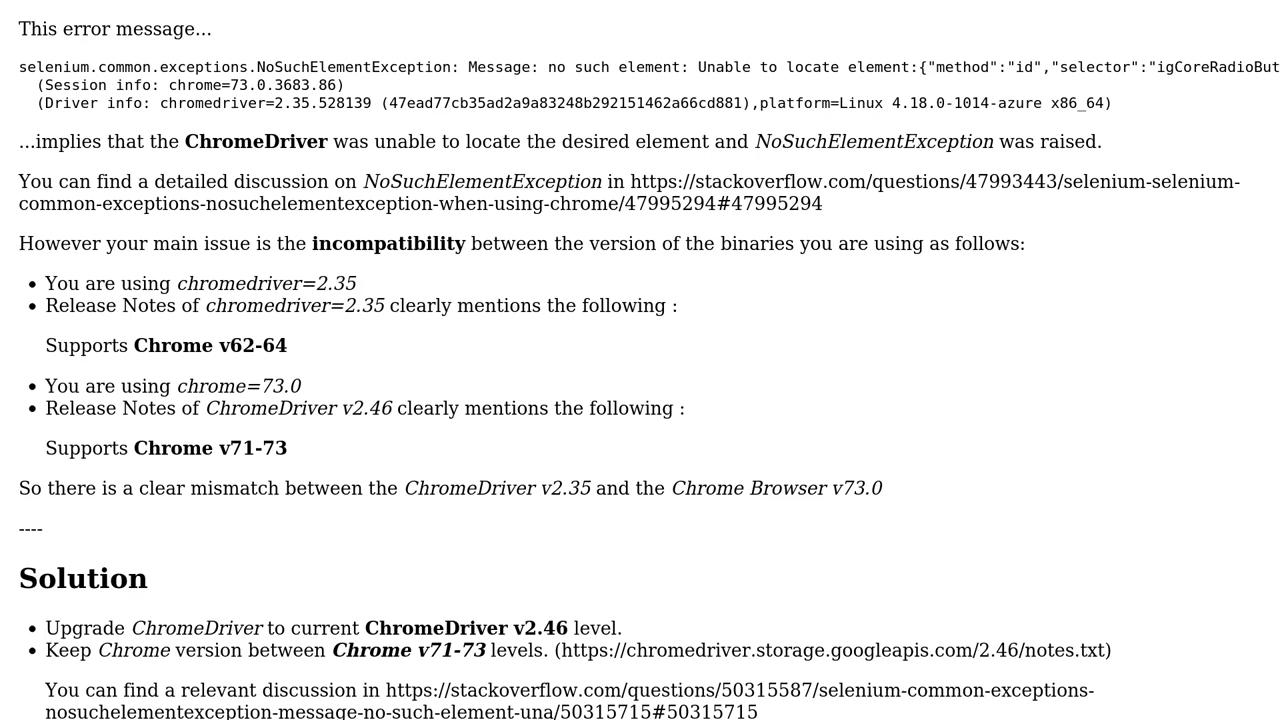 This error message...
selenium.common.exceptions.NoSuchElementException: Message: no such element: Unable to locate element:{"method":"id","selector":"igCoreRadioBut
(Session info: chrome=73.0.3683.86)
(Driver info: chromedriver=2.35.528139 (47ead77cb35ad2a9a83248b292151462a66cd881),platform=Linux 4.18.0-1014-azure x86_64)
...implies that the ChromeDriver was unable to locate the desired element and NoSuchElementException was raised.
You can find a detailed discussion on NoSuchElementException in https://stackoverflow.com/questions/47993443/selenium-selenium-
common-exceptions-nosuchelementexception-when-using-chrome/47995294#47995294
However your main issue is the incompatibility between the version of the binaries you are using as follows:
• You are using chromedriver=2.35
• Release Notes of chromedriver=2.35 clearly mentions the following :
Supports Chrome v62-64
• You are using chrome=73.0
• Release Notes of ChromeDriver v2.46 clearly mentions the following :
Supports Chrome v71-73
So there is a clear mismatch between the ChromeDriver v2.35 and the Chrome Browser v73.0
----
Solution
• Upgrade ChromeDriver to current ChromeDriver v2.46 level.
• Keep Chrome version between Chrome v71-73 levels. (https://chromedriver.storage.googleapis.com/2.46/notes.txt)
You can find a relevant discussion in https://stackoverflow.com/questions/50315587/selenium-common-exceptions-
nosuchelementexception-message-no-such-element-una/50315715#50315715